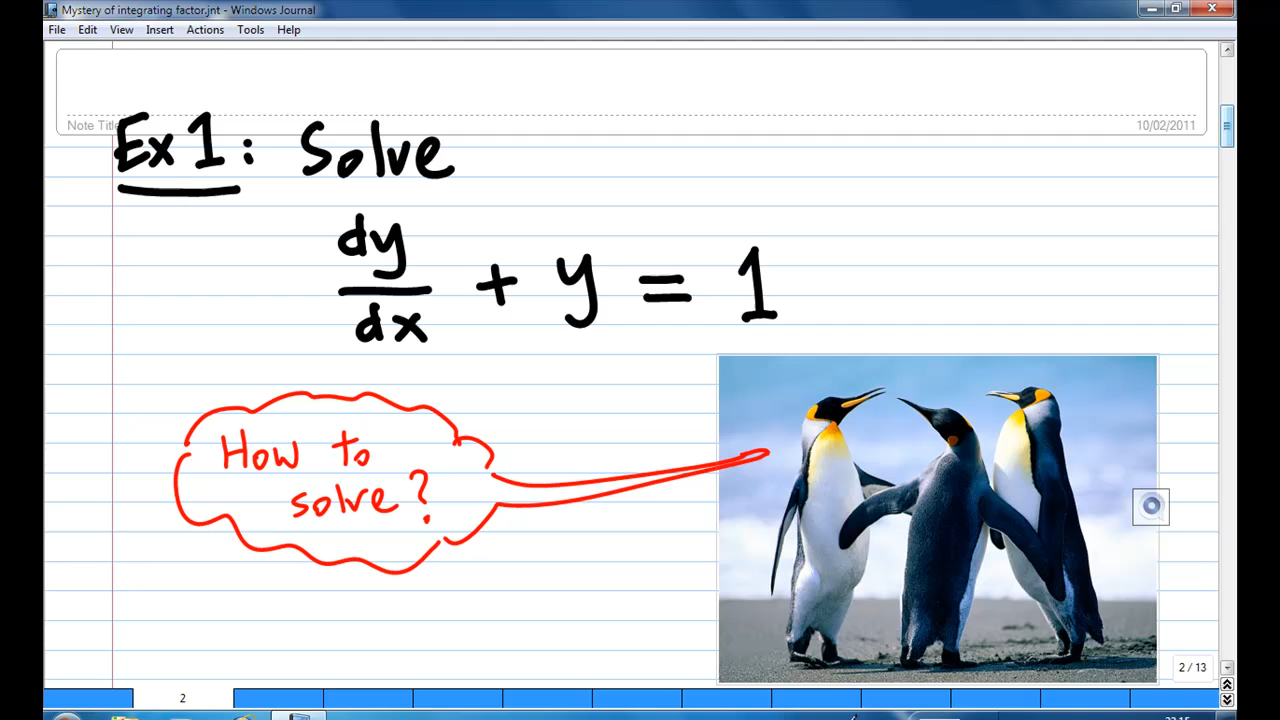 Mystery of integrating factor.jnt - Windows Journal
File Edit View Insert Actions Tools Help
Note Title
10/02/2011
Ex 1: Solve
dy
dx
+ y = 1
How to
solve?
2 / 13
2